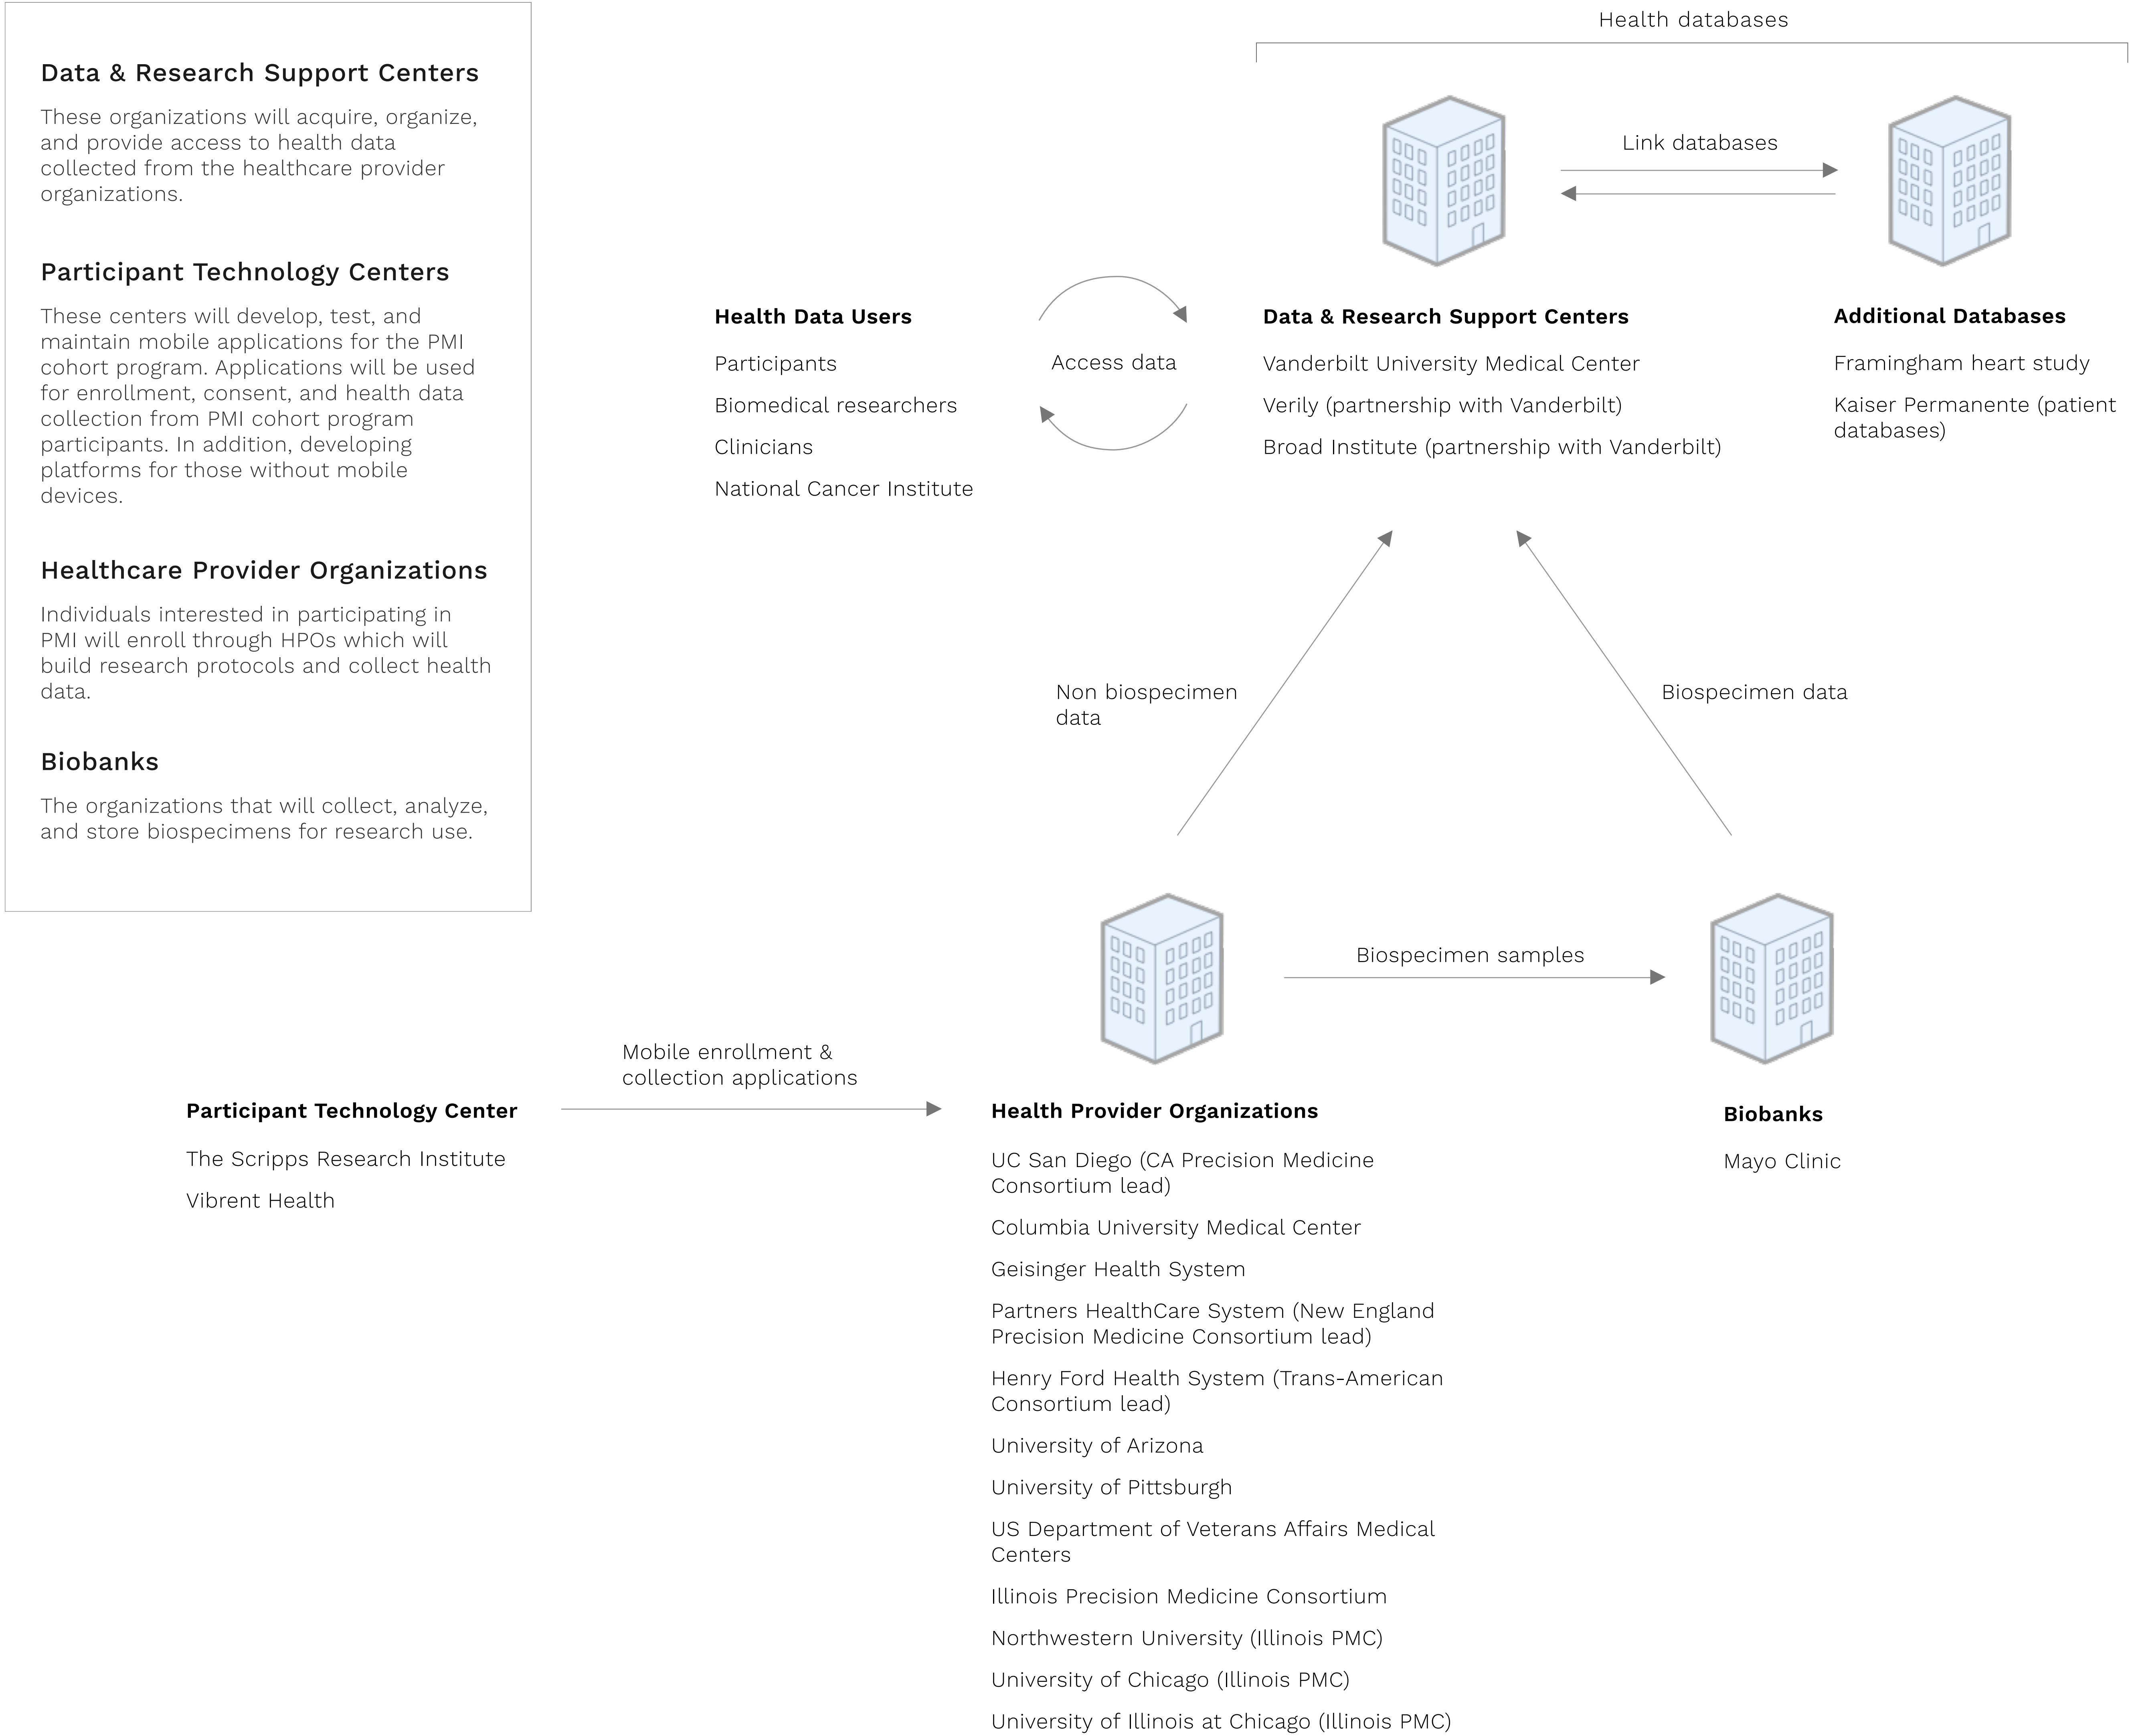 Data & Research Support Centers
These organizations will acquire, organize,
and provide access to health data
collected from the healthcare provider
organizations.
Participant Technology Centers
These centers will develop, test, and
maintain mobile applications for the PMI
cohort program. Applications will be used
for enrollment, consent, and health data
collection from PMI cohort program
participants. In addition, developing
platforms for those without mobile
devices.
Healthcare Provider Organizations
Individuals interested in participating in
PMI will enroll through HPOs which will
build research protocols and collect health
data.
Biobanks
The organizations that will collect, analyze,
and store biospecimens for research use.
Health databases
Link databases
Health Data Users
Participants
Biomedical researchers
Clinicians
National Cancer Institute
Access data
Data & Research Support Centers
Vanderbilt University Medical Center
Verily (partnership with Vanderbilt)
Broad Institute (partnership with Vanderbilt)
Additional Databases
Framingham heart study
Kaiser Permanente (patient
databases)
Non biospecimen
data
Biospecimen data
Biospecimen samples
Mobile enrollment &
collection applications
Participant Technology Center
The Scripps Research Institute
Vibrent Health
Health Provider Organizations
UC San Diego (CA Precision Medicine
Consortium lead)
Columbia University Medical Center
Geisinger Health System
Partners HealthCare System (New England
Precision Medicine Consortium lead)
Henry Ford Health System (Trans-American
Consortium lead)
University of Arizona
University of Pittsburgh
US Department of Veterans Affairs Medical
Centers
Illinois Precision Medicine Consortium
Northwestern University (Illinois PMC)
University of Chicago (Illinois PMC)
University of Illinois at Chicago (Illinois PMC)
Biobanks
Mayo Clinic